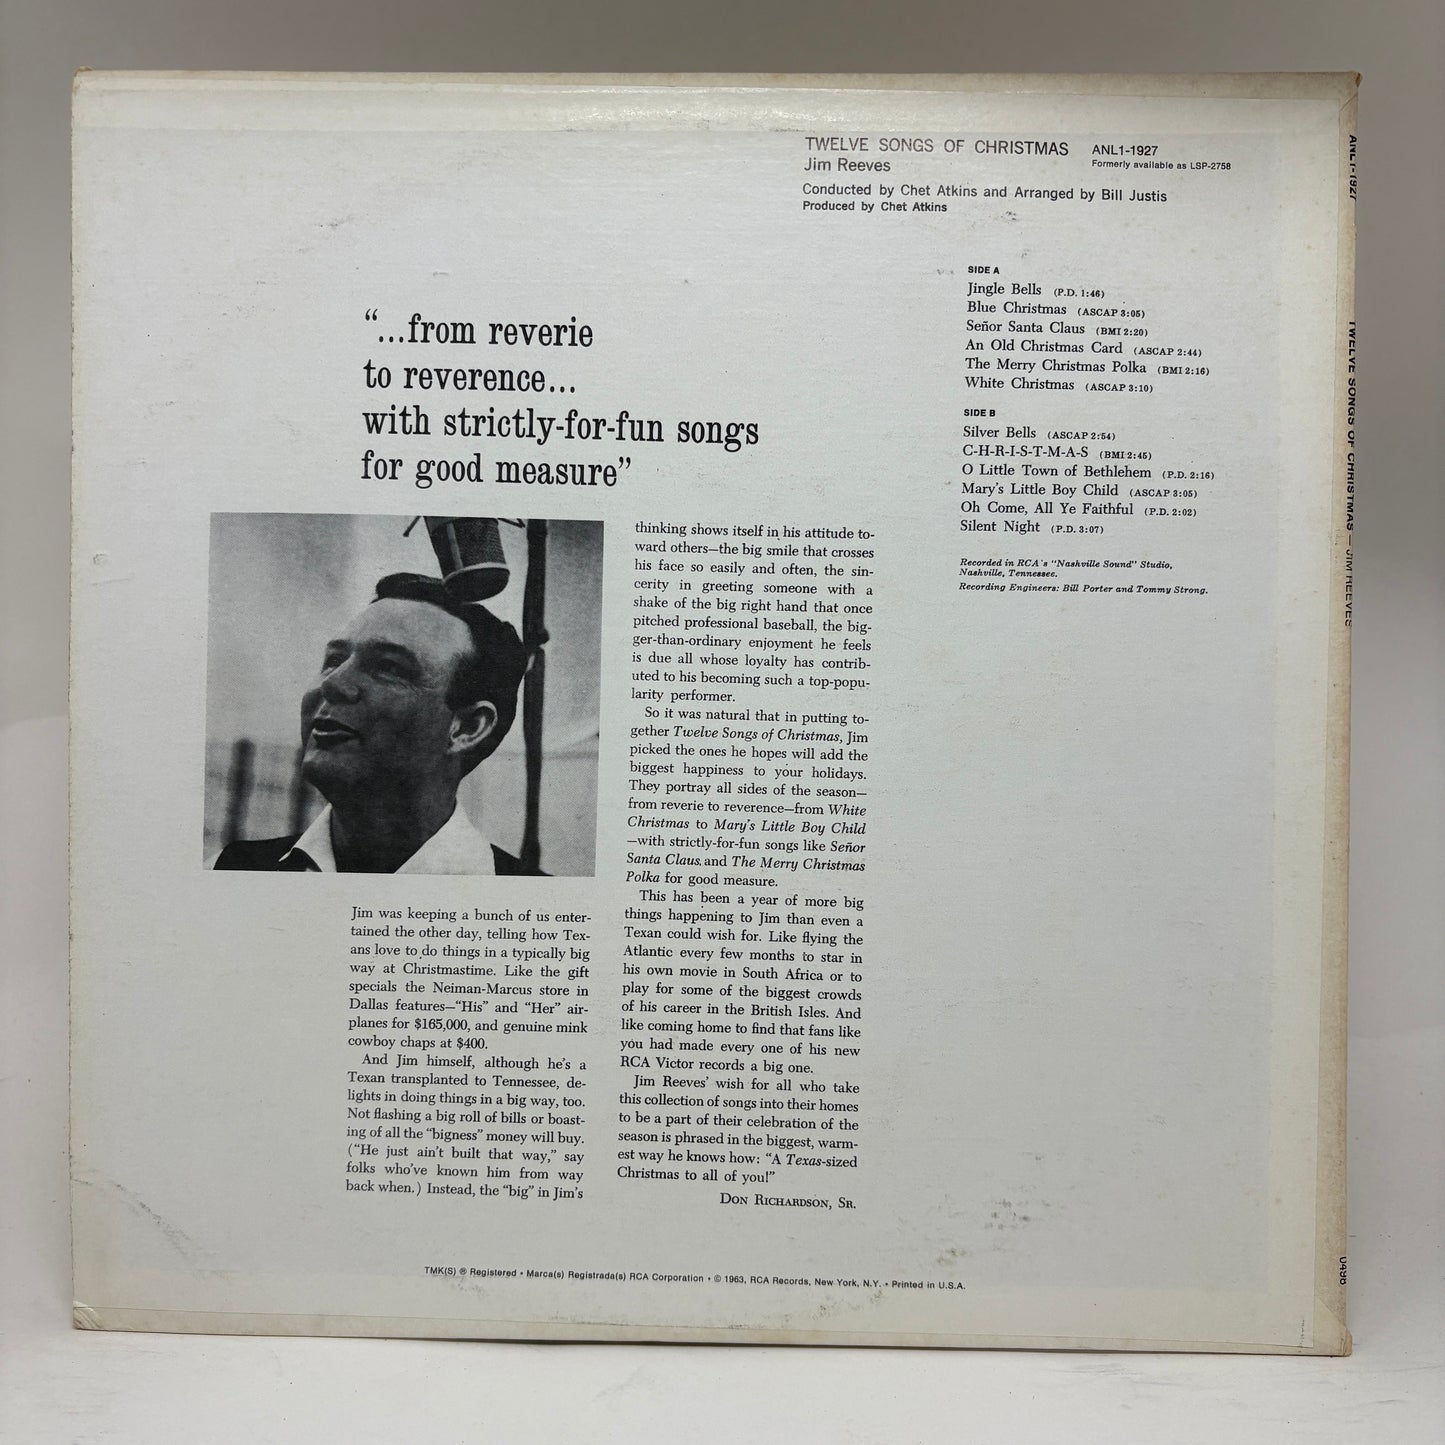 TWELVE SONGS OF CHRISTMAS ANL1-1927
Jim Reeves Formerly available as LSP-2758
Conducted by Chet Atkins and Arranged by Bill Justis
Produced by Chet Atkins
SIDE A
Jingle Bells (P.D. 1:46)
Blue Christmas (ASCAP 3:05)
Señor Santa Claus (BMI 2:20)
An Old Christmas Card (ASCAP 2:44)
The Merry Christmas Polka (BMI 2:16)
White Christmas (ASCAP 3:10)
SIDE B
Silver Bells (ASCAP 2:54)
C-H-R-I-S-T-M-A-S (BMI 2:45)
O Little Town of Bethlehem (P.D. 2:16)
Mary's Little Boy Child (ASCAP 3:05)
Oh Come, All Ye Faithful (P.D. 2:02)
Silent Night (P.D. 3:07)
Recorded in RCA's "Nashville Sound" Studio,
Nashville, Tennessee.
Recording Engineers: Bill Porter and Tommy Strong.
“...from reverie
to reverence...
with strictly-for-fun songs
for good measure”
Jim was keeping a bunch of us enter-
tained the other day, telling how Tex-
ans love to do things in a typically big
way at Christmastime. Like the gift
specials the Neiman-Marcus store in
Dallas features—“His” and “Her” air-
planes for $165,000, and genuine mink
cowboy chaps at $400.
And Jim himself, although he's a
Texan transplanted to Tennessee, de-
lights in doing things in a big way, too.
Not flashing a big roll of bills or boast-
ing of all the “bigness” money will buy.
(“He just ain't built that way,” say
folks who've known him from way
back when.) Instead, the “big” in Jim's
thinking shows itself in his attitude to-
ward others—the big smile that crosses
his face so easily and often, the sin-
cerity in greeting someone with a
shake of the big right hand that once
pitched professional baseball, the big-
ger-than-ordinary enjoyment he feels
is due all whose loyalty has contrib-
uted to his becoming such a top-popu-
larity performer.
So it was natural that in putting to-
gether Twelve Songs of Christmas, Jim
picked the ones he hopes will add the
biggest happiness to your holidays.
They portray all sides of the season—
from reverie to reverence—from White
Christmas to Mary's Little Boy Child
—with strictly-for-fun songs like Señor
Santa Claus and The Merry Christmas
Polka for good measure.
This has been a year of more big
things happening to Jim than even a
Texan could wish for. Like flying the
Atlantic every few months to star in
his own movie in South Africa or to
play for some of the biggest crowds
of his career in the British Isles. And
like coming home to find that fans like
you had made every one of his new
RCA Victor records a big one.
Jim Reeves' wish for all who take
this collection of songs into their homes
to be a part of their celebration of the
season is phrased in the biggest, warm-
est way he knows how: “A Texas-sized
Christmas to all of you!”
DON RICHARDSON, SR.
TMK(S) ® Registered • Marca(s) Registrada(s) RCA Corporation • © 1963, RCA Records, New York, N.Y. • Printed in U.S.A.
ANL1-1927
TWELVE SONGS OF CHRISTMAS — JIM REEVES
0498